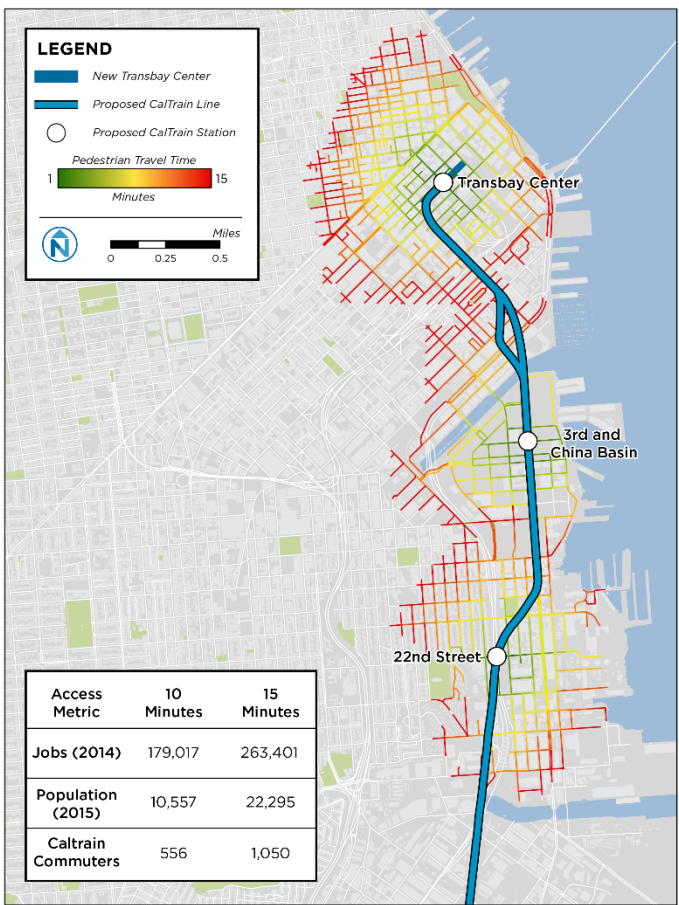 LEGEND
New Transbay Center
Proposed CalTrain Line
Proposed CalTrain Station
Pedestrian Travel Time
1 15
Minutes
N
Miles
0 0.25 0.5
Transbay Center
3rd and
China Basin
22nd Street
Access Metric 10 Minutes 15 Minutes
Jobs (2014) 179,017 263,401
Population (2015) 10,557 22,295
Caltrain Commuters 556 1,050